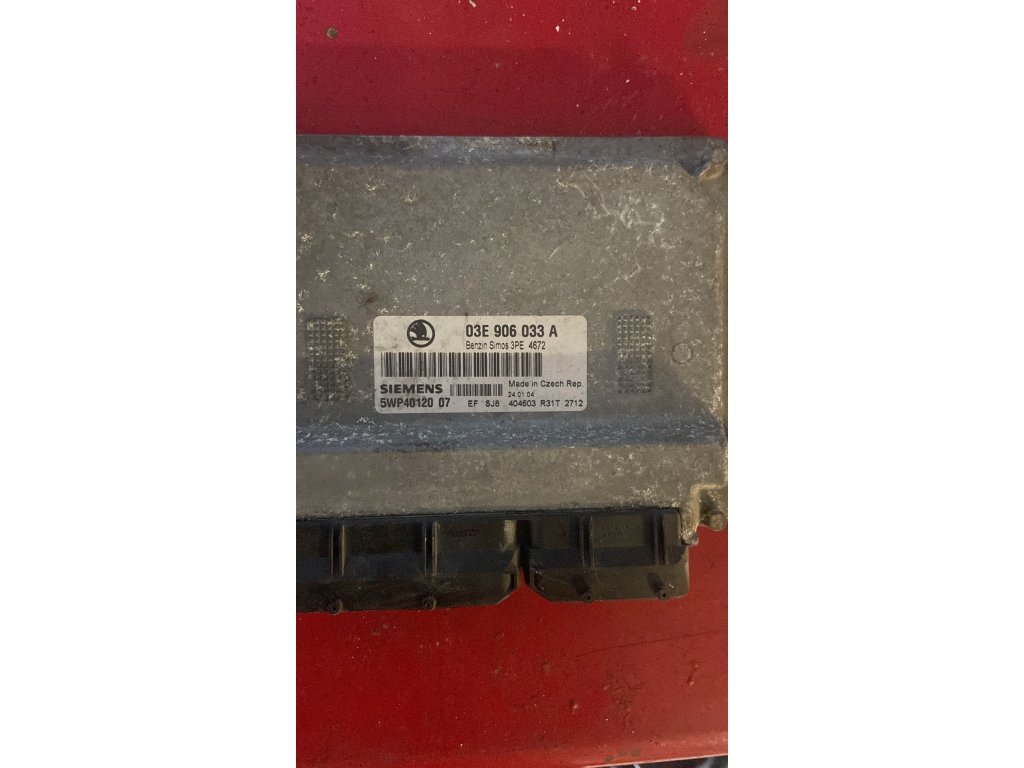 03E 906 033 A
Benzin Simos 3PE 4672
SIEMENS Made in Czech Rep.
24 01 04
5WP40120 07 EF SJ8 404603 R31T 2712